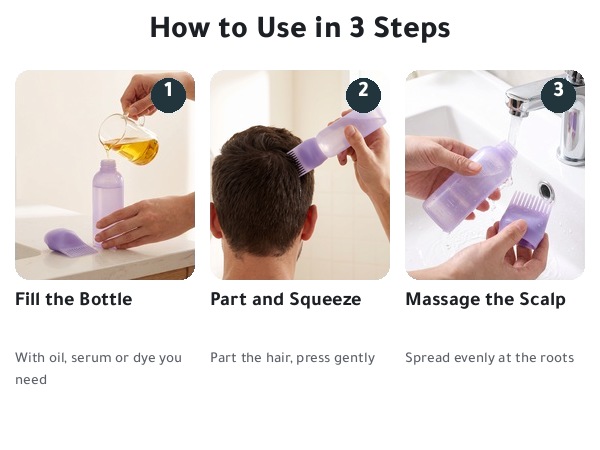 How to Use in 3 Steps
1
2
3
Fill the Bottle
Part and Squeeze
Massage the Scalp
With oil, serum or dye you
need
Part the hair, press gently
Spread evenly at the roots